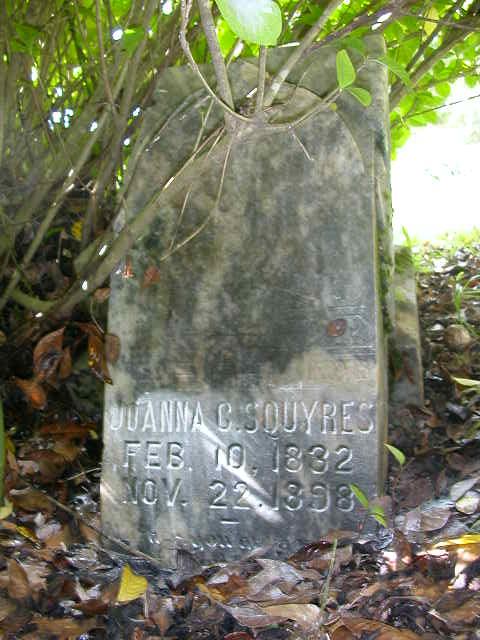 JOANNA C. SQUYRES
FEB. 10, 1832
NOV. 22. 1898